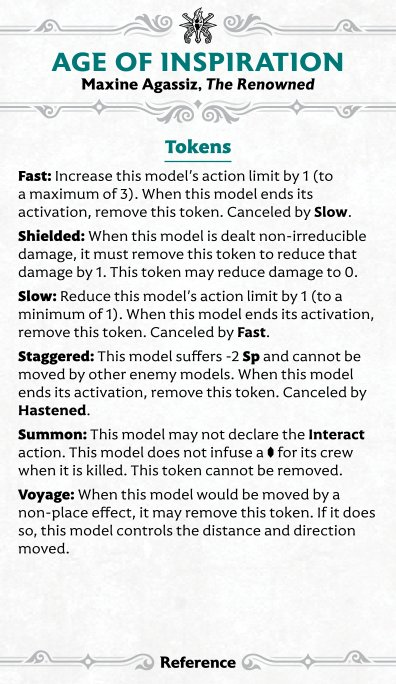 AGE OF INSPIRATION
Maxine Agassiz, The Renowned
Tokens
Fast: Increase this model's action limit by 1 (to
a maximum of 3). When this model ends its
activation, remove this token. Canceled by Slow.
Shielded: When this model is dealt non-irreducible
damage, it must remove this token to reduce that
damage by 1. This token may reduce damage to 0.
Slow: Reduce this model's action limit by 1 (to a
minimum of 1). When this model ends its activation,
remove this token. Canceled by Fast.
Staggered: This model suffers -2 Sp and cannot be
moved by other enemy models. When this model
ends its activation, remove this token. Canceled by
Hastened.
Summon: This model may not declare the Interact
action. This model does not infuse a for its crew
when it is killed. This token cannot be removed.
Voyage: When this model would be moved by a
non-place effect, it may remove this token. If it does
so, this model controls the distance and direction
moved.
Reference